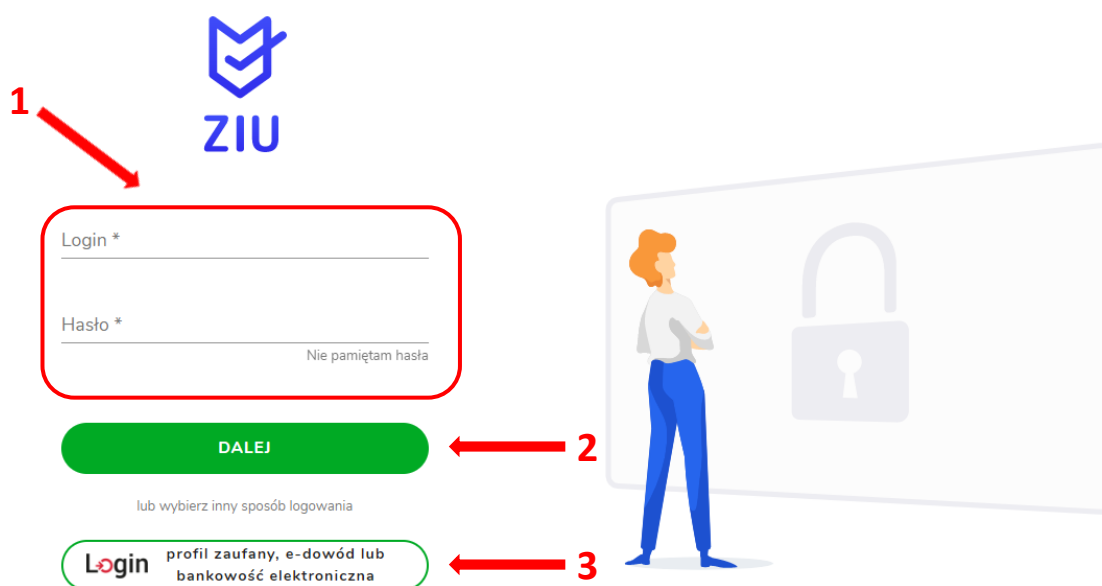 1
ZIU
Login *
Hasło *
Nie pamiętam hasła
DALEJ
2
lub wybierz inny sposób logowania
Login profil zaufany, e-dowód lub
bankowość elektroniczna
3